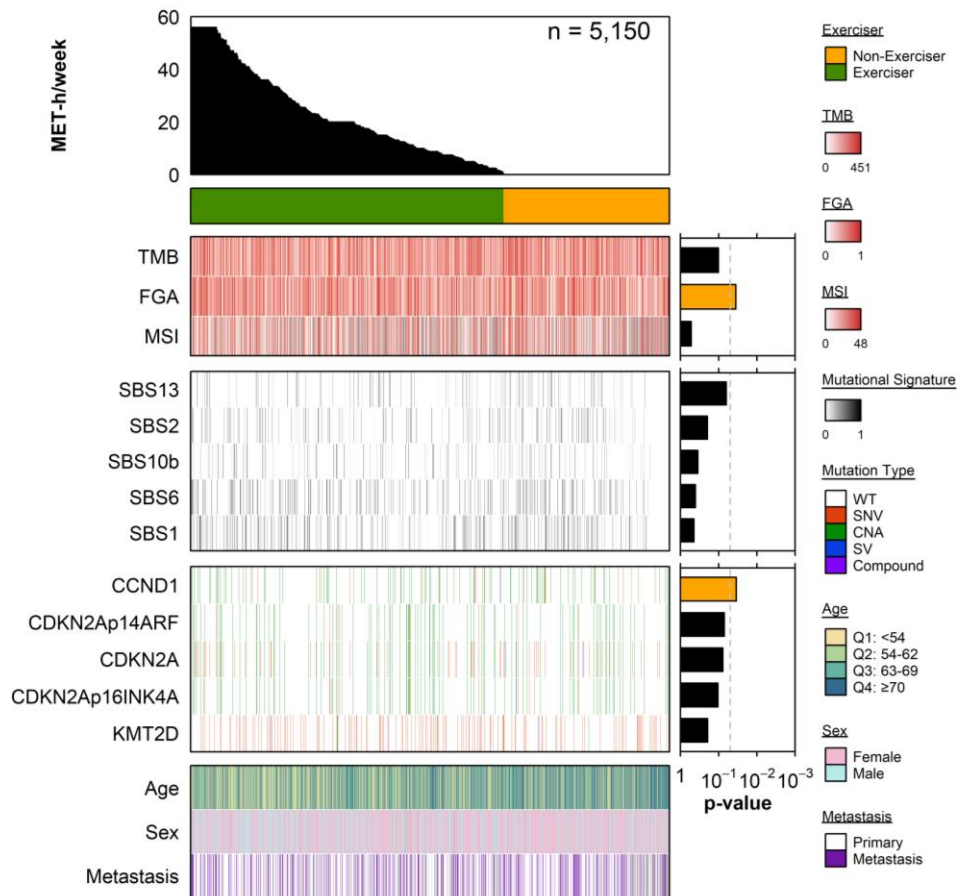 n = 5,150
MET-h/week
60
40
20
0
TMB
FGA
MSI
SBS13
SBS2
SBS10b
SBS6
SBS1
CCND1
CDKN2Ap14ARF
CDKN2A
CDKN2Ap16INK4A
KMT2D
Age
Sex
Metastasis
1 10⁻¹ 10⁻² 10⁻³
p-value
Exerciser
Non-Exerciser
Exerciser
TMB
0 451
FGA
0 1
MSI
0 48
Mutational Signature
0 1
Mutation Type
WT
SNV
CNA
SV
Compound
Age
Q1: <54
Q2: 54-62
Q3: 63-69
Q4: ≥70
Sex
Female
Male
Metastasis
Primary
Metastasis